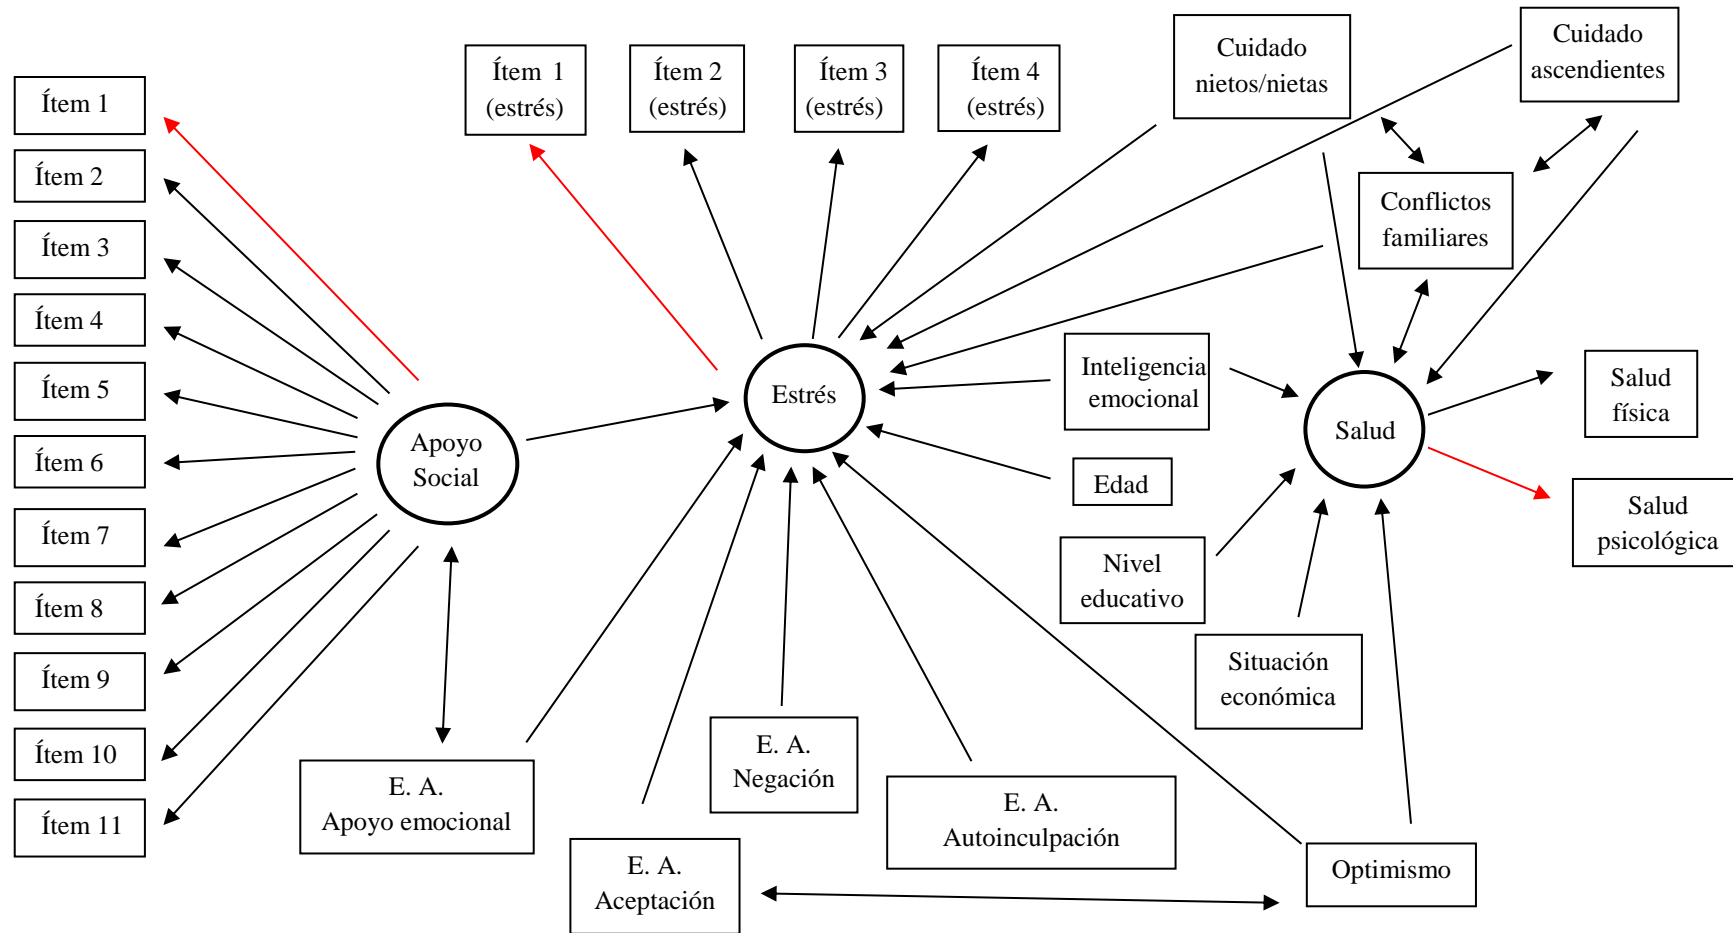 Ítem 1
Ítem 2
Ítem 3
Ítem 4
Ítem 5
Ítem 6
Ítem 7
Ítem 8
Ítem 9
Ítem 10
Ítem 11
Ítem 1
(estrés)
Ítem 2
(estrés)
Ítem 3
(estrés)
Ítem 4
(estrés)
Cuidado
nietos/nietas
Cuidado
ascendientes
Conflictos
familiares
Apoyo
Social
Estrés
Inteligencia
emocional
Edad
Salud
Salud
física
Salud
psicológica
Nivel
educativo
Situación
económica
E. A.
Apoyo emocional
E. A.
Aceptación
E. A.
Negación
E. A.
Autoinculpación
Optimismo